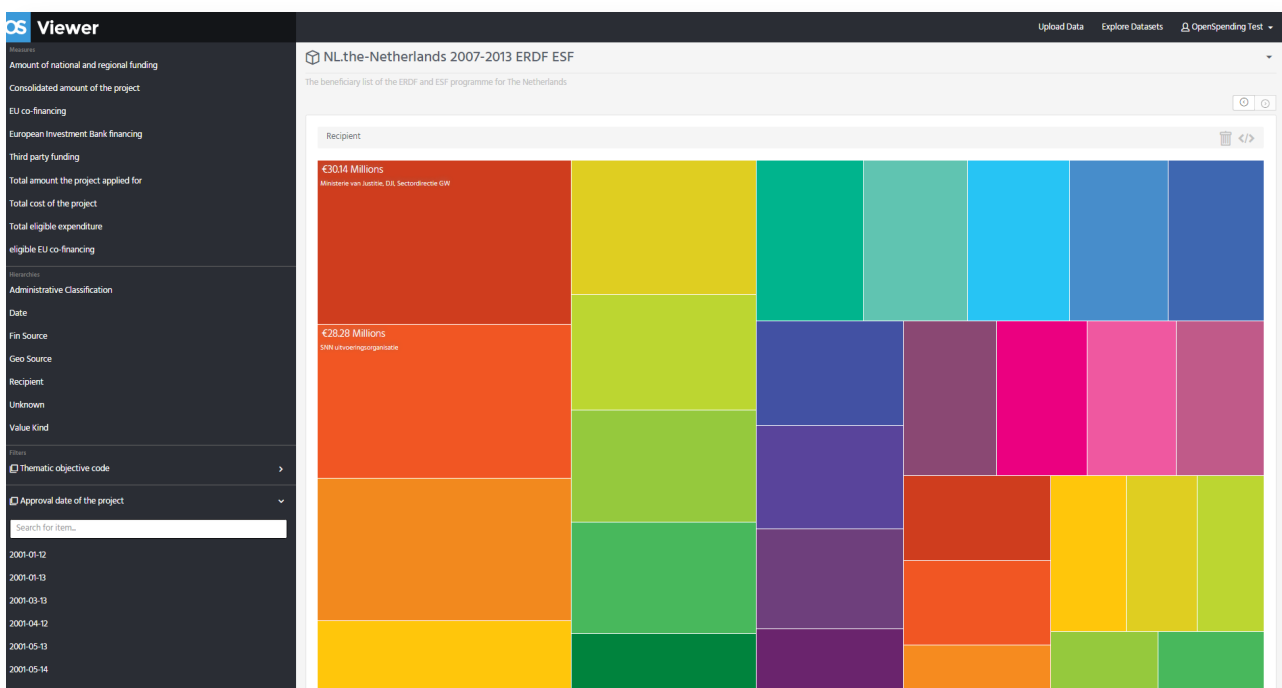 OS Viewer
Upload Data Explore Datasets OpenSpending Test
Measures
Amount of national and regional funding
Consolidated amount of the project
EU co-financing
European Investment Bank financing
Third party funding
Total amount the project applied for
Total cost of the project
Total eligible expenditure
eligible EU co-financing
Hierarchies
Administrative Classification
Date
Fin Source
Geo Source
Recipient
Unknown
Value Kind
Filters
Thematic objective code
Approval date of the project
Search for item...
2001-01-12
2001-01-13
2001-03-13
2001-04-12
2001-05-13
2001-05-14
NL.the-Netherlands 2007-2013 ERDF ESF
The beneficiary list of the ERDF and ESF programme for The Netherlands
Recipient
</>
€30.14 Millions
Ministerie van Justitie, DJI, Sectordirectie GW
€28.28 Millions
SNN uitvoeringsorganisatie